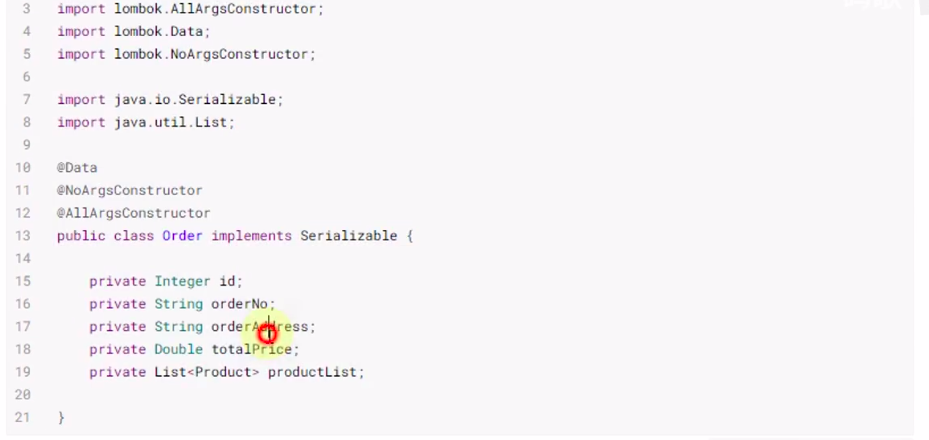 3 import lombok.AllArgsConstructor;
4 import lombok.Data;
5 import lombok.NoArgsConstructor;
6
7 import java.io.Serializable;
8 import java.util.List;
9
10 @Data
11 @NoArgsConstructor
12 @AllArgsConstructor
13 public class Order implements Serializable {
14
15     private Integer id;
16     private String orderNo;
17     private String orderAddress;
18     private Double totalPrice;
19     private List<Product> productList;
20
21 }